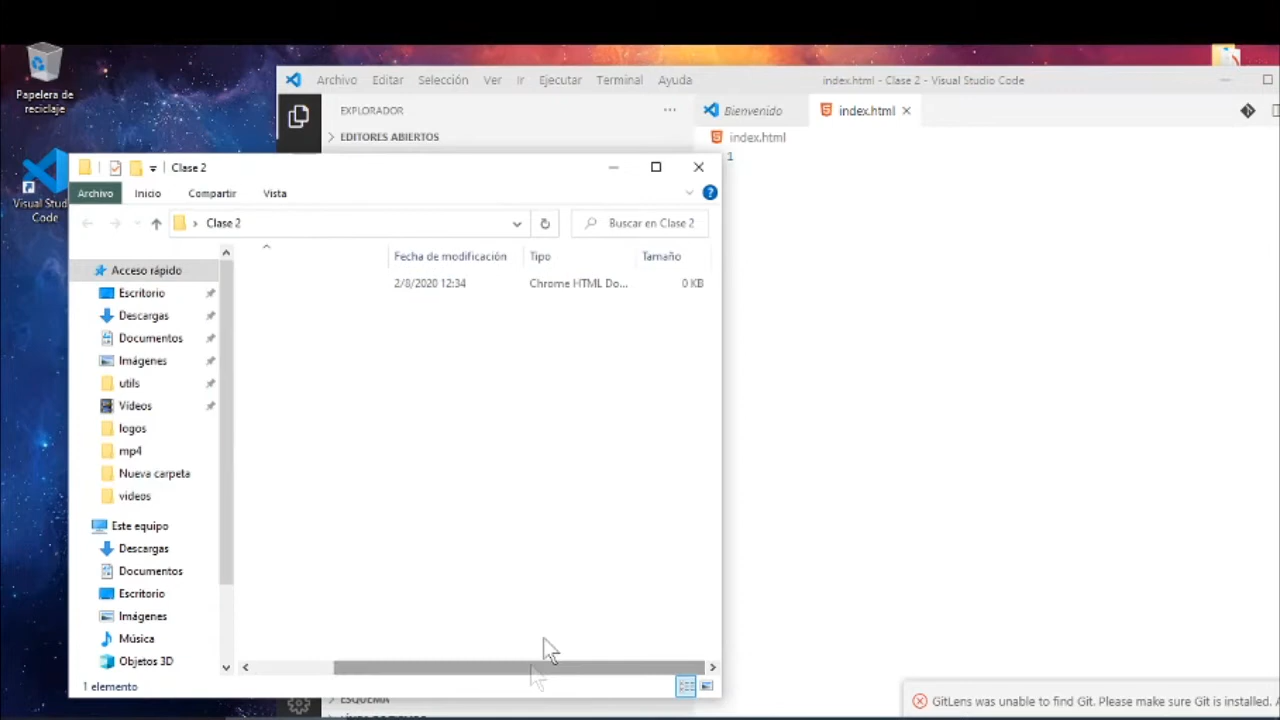 Papelera de
reciclaje
Visual Stud
Code
Archivo Editar Selección Ver Ir Ejecutar Terminal Ayuda
index.html - Clase 2 - Visual Studio Code
EXPLORADOR
EDITORES ABIERTOS
Bienvenido
index.html
index.html
1
Clase 2
Archivo Inicio Compartir Vista
Clase 2
Buscar en Clase 2
Fecha de modificación Tipo Tamaño
2/8/2020 12:34 Chrome HTML Do... 0 KB
Acceso rápido
Escritorio
Descargas
Documentos
Imágenes
utils
Vídeos
logos
mp4
Nueva carpeta
videos
Este equipo
Descargas
Documentos
Escritorio
Imágenes
Música
Objetos 3D
1 elemento
ESQUEMA
GitLens was unable to find Git. Please make sure Git is installed. A